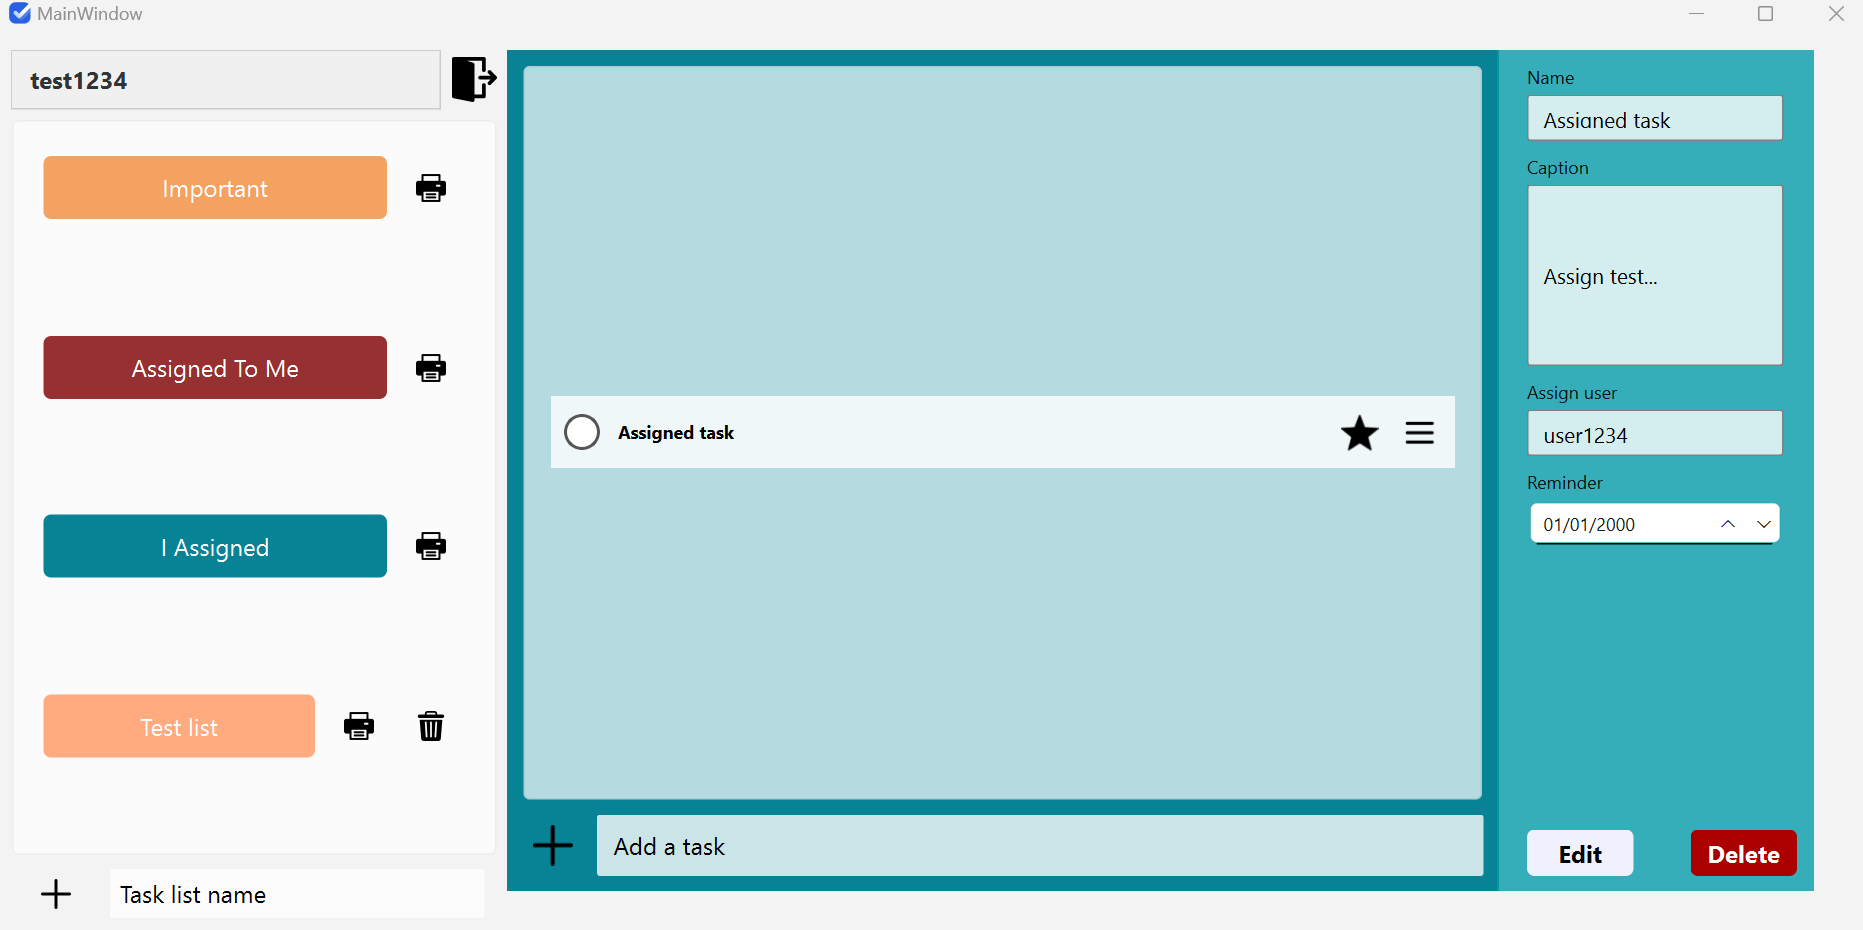 MainWindow
test1234
Important
Assigned To Me
I Assigned
Test list
Task list name
Assigned task
Add a task
Name
Assigned task
Caption
Assign test...
Assign user
user1234
Reminder
01/01/2000
Edit
Delete